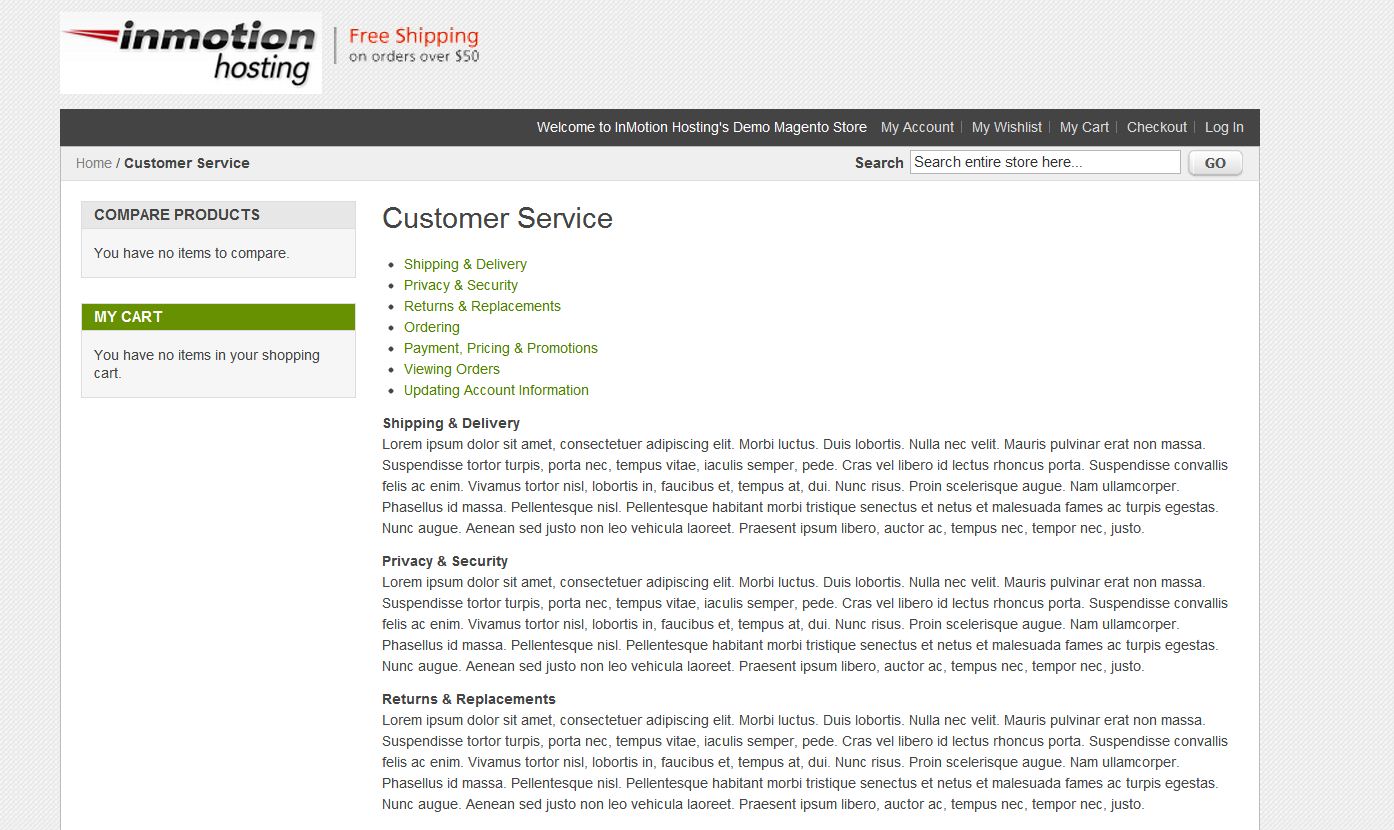 inmotion
hosting
Free Shipping
on orders over $50
Welcome to InMotion Hosting's Demo Magento Store My Account My Wishlist My Cart Checkout Log In
Home / Customer Service
Search Search entire store here... GO
COMPARE PRODUCTS
You have no items to compare.
MY CART
You have no items in your shopping
cart.
Customer Service
Shipping & Delivery
Privacy & Security
Returns & Replacements
Ordering
Payment, Pricing & Promotions
Viewing Orders
Updating Account Information
Shipping & Delivery
Lorem ipsum dolor sit amet, consectetuer adipiscing elit. Morbi luctus. Duis lobortis. Nulla nec velit. Mauris pulvinar erat non massa.
Suspendisse tortor turpis, porta nec, tempus vitae, iaculis semper, pede. Cras vel libero id lectus rhoncus porta. Suspendisse convallis
felis ac enim. Vivamus tortor nisl, lobortis in, faucibus et, tempus at, dui. Nunc risus. Proin scelerisque augue. Nam ullamcorper.
Phasellus id massa. Pellentesque nisl. Pellentesque habitant morbi tristique senectus et netus et malesuada fames ac turpis egestas.
Nunc augue. Aenean sed justo non leo vehicula laoreet. Praesent ipsum libero, auctor ac, tempus nec, tempor nec, justo.
Privacy & Security
Lorem ipsum dolor sit amet, consectetuer adipiscing elit. Morbi luctus. Duis lobortis. Nulla nec velit. Mauris pulvinar erat non massa.
Suspendisse tortor turpis, porta nec, tempus vitae, iaculis semper, pede. Cras vel libero id lectus rhoncus porta. Suspendisse convallis
felis ac enim. Vivamus tortor nisl, lobortis in, faucibus et, tempus at, dui. Nunc risus. Proin scelerisque augue. Nam ullamcorper.
Phasellus id massa. Pellentesque nisl. Pellentesque habitant morbi tristique senectus et netus et malesuada fames ac turpis egestas.
Nunc augue. Aenean sed justo non leo vehicula laoreet. Praesent ipsum libero, auctor ac, tempus nec, tempor nec, justo.
Returns & Replacements
Lorem ipsum dolor sit amet, consectetuer adipiscing elit. Morbi luctus. Duis lobortis. Nulla nec velit. Mauris pulvinar erat non massa.
Suspendisse tortor turpis, porta nec, tempus vitae, iaculis semper, pede. Cras vel libero id lectus rhoncus porta. Suspendisse convallis
felis ac enim. Vivamus tortor nisl, lobortis in, faucibus et, tempus at, dui. Nunc risus. Proin scelerisque augue. Nam ullamcorper.
Phasellus id massa. Pellentesque nisl. Pellentesque habitant morbi tristique senectus et netus et malesuada fames ac turpis egestas.
Nunc augue. Aenean sed justo non leo vehicula laoreet. Praesent ipsum libero, auctor ac, tempus nec, tempor nec, justo.